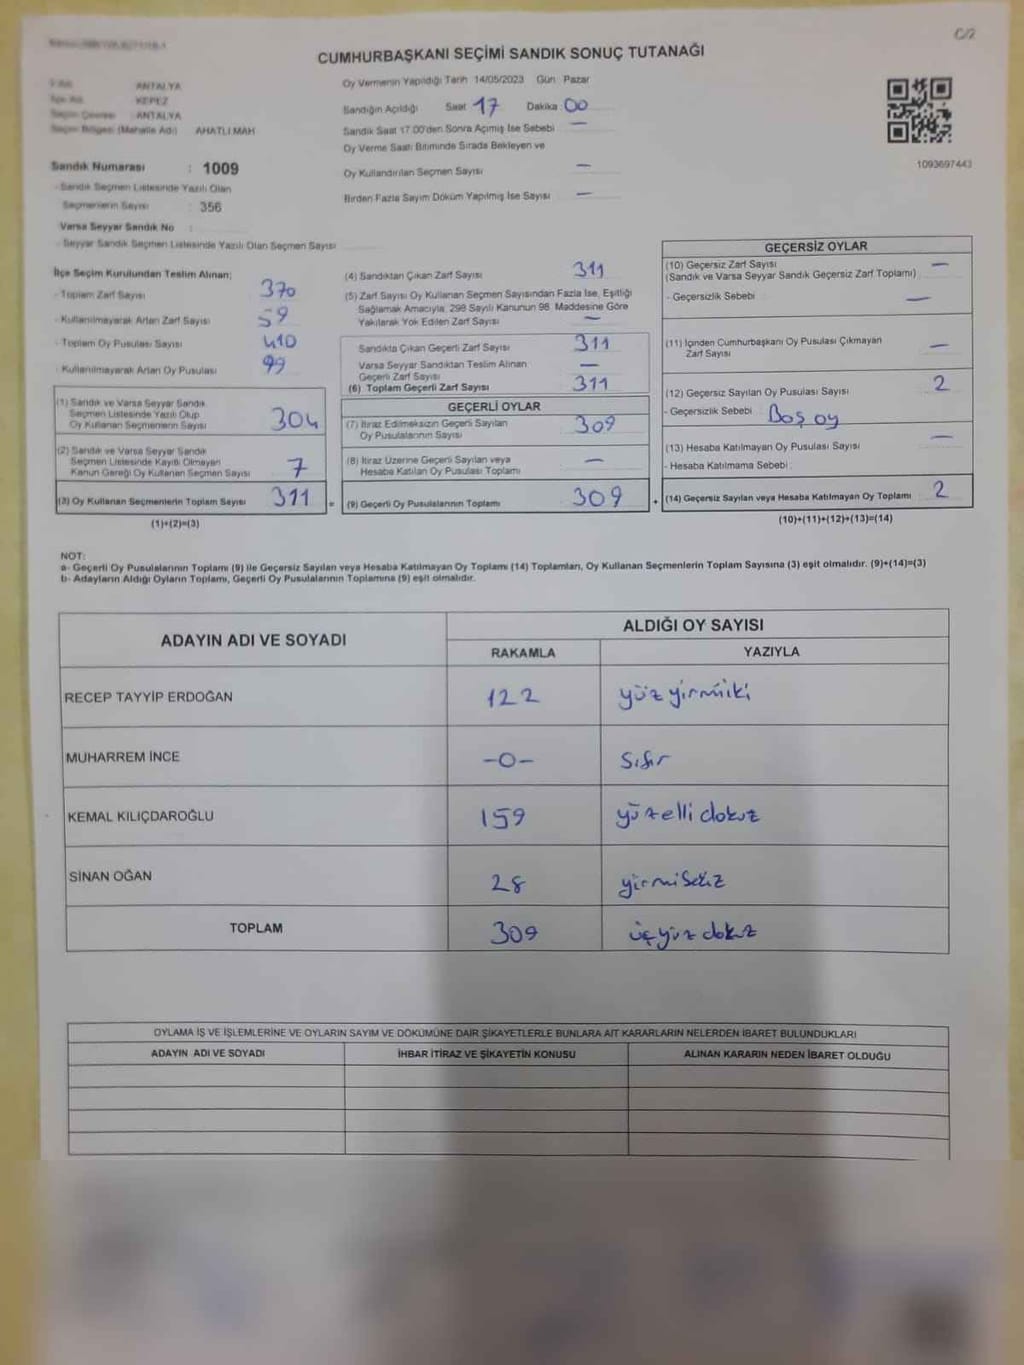 C/2
CUMHURBAŞKANI SEÇİMİ SANDIK SONUÇ TUTANAĞI
ANTALYA
KEPEZ
ANTALYA
Seçim Bölgesi (Mahalle Adı) AHATLI MAH
Sandık Numarası : 1009
- Sandık Seçmen Listesinde Yazılı Olan
Seçmenlerin Sayısı : 356
Varsa Seyyar Sandık No :
- Seyyar Sandık Seçmen Listesinde Yazılı Olan Seçmen Sayısı
Oy Vermenin Yapıldığı Tarih 14/05/2023 Gün Pazar
Sandığın Açıldığı Saat 17 Dakika 00
Sandık Saat 17.00'den Sonra Açımış İse Sebebi —
Oy Verme Saati Bitiminde Sırada Bekleyen ve
Oy Kullandırılan Seçmen Sayısı —
Birden Fazla Sayım Döküm Yapılmış İse Sayısı —
1093697443
İlçe Seçim Kurulundan Teslim Alınan;
- Toplam Zarf Sayısı 370
- Kullanılmayarak Artan Zarf Sayısı 59
- Toplam Oy Pusulası Sayısı 410
- Kullanılmayarak Artan Oy Pusulası 99
(1) Sandık ve Varsa Seyyar Sandık
Seçmen Listesinde Yazılı Olup
Oy Kullanan Seçmenlerin Sayısı 304
(2) Sandık ve Varsa Seyyar Sandık
Seçmen Listesinde Kayıtlı Olmayan
Kanun Gereği Oy Kullanan Seçmen Sayısı 7
(3) Oy Kullanan Seçmenlerin Toplam Sayısı 311 =
(1)+(2)=(3)
(4) Sandıktan Çıkan Zarf Sayısı 311
(5) Zarf Sayısı Oy Kullanan Seçmen Sayısından Fazla İse, Eşitliği
Sağlamak Amacıyla, 298 Sayılı Kanunun 98. Maddesine Göre
Yakılarak Yok Edilen Zarf Sayısı —
Sandıkta Çıkan Geçerli Zarf Sayısı 311
Varsa Seyyar Sandıktan Teslim Alınan
Geçerli Zarf Sayısı —
(6) Toplam Geçerli Zarf Sayısı 311
GEÇERLİ OYLAR
(7) İtiraz Edilmeksizin Geçerli Sayılan
Oy Pusulalarının Sayısı 309
(8) İtiraz Üzerine Geçerli Sayılan veya
Hesaba Katılan Oy Pusulası Toplamı —
(9) Geçerli Oy Pusulalarının Toplamı 309 +
GEÇERSİZ OYLAR
(10) Geçersiz Zarf Sayısı
(Sandık ve Varsa Seyyar Sandık Geçersiz Zarf Toplamı) —
- Geçersizlik Sebebi —
(11) İçinden Cumhurbaşkanı Oy Pusulası Çıkmayan
Zarf Sayısı —
(12) Geçersiz Sayılan Oy Pusulası Sayısı 2
- Geçersizlik Sebebi Boş oy
(13) Hesaba Katılmayan Oy Pusulası Sayısı —
- Hesaba Katılmama Sebebi :
(14) Geçersiz Sayılan veya Hesaba Katılmayan Oy Toplamı 2
(10)+(11)+(12)+(13)=(14)
NOT:
a- Geçerli Oy Pusulalarının Toplamı (9) ile Geçersiz Sayılan veya Hesaba Katılmayan Oy Toplamı (14) Toplamları, Oy Kullanan Seçmenlerin Toplam Sayısına (3) eşit olmalıdır. (9)+(14)=(3)
b- Adayların Aldığı Oyların Toplamı, Geçerli Oy Pusulalarının Toplamına (9) eşit olmalıdır.
ADAYIN ADI VE SOYADI ALDIĞI OY SAYISI
RAKAMLA YAZIYLA
RECEP TAYYİP ERDOĞAN 122 yüz yirmi iki
MUHARREM İNCE -0- Sıfır
KEMAL KILIÇDAROĞLU 159 yüz elli dokuz
SİNAN OĞAN 28 yirmi Sekiz
TOPLAM 309 üç yüz dokuz
OYLAMA İŞ VE İŞLEMLERİNE VE OYLARIN SAYIM VE DÖKÜMÜNE DAİR ŞİKAYETLERLE BUNLARA AİT KARARLARIN NELERDEN İBARET BULUNDUKLARI
ADAYIN ADI VE SOYADI İHBAR İTİRAZ VE ŞİKAYETİN KONUSU ALINAN KARARIN NEDEN İBARET OLDUĞU